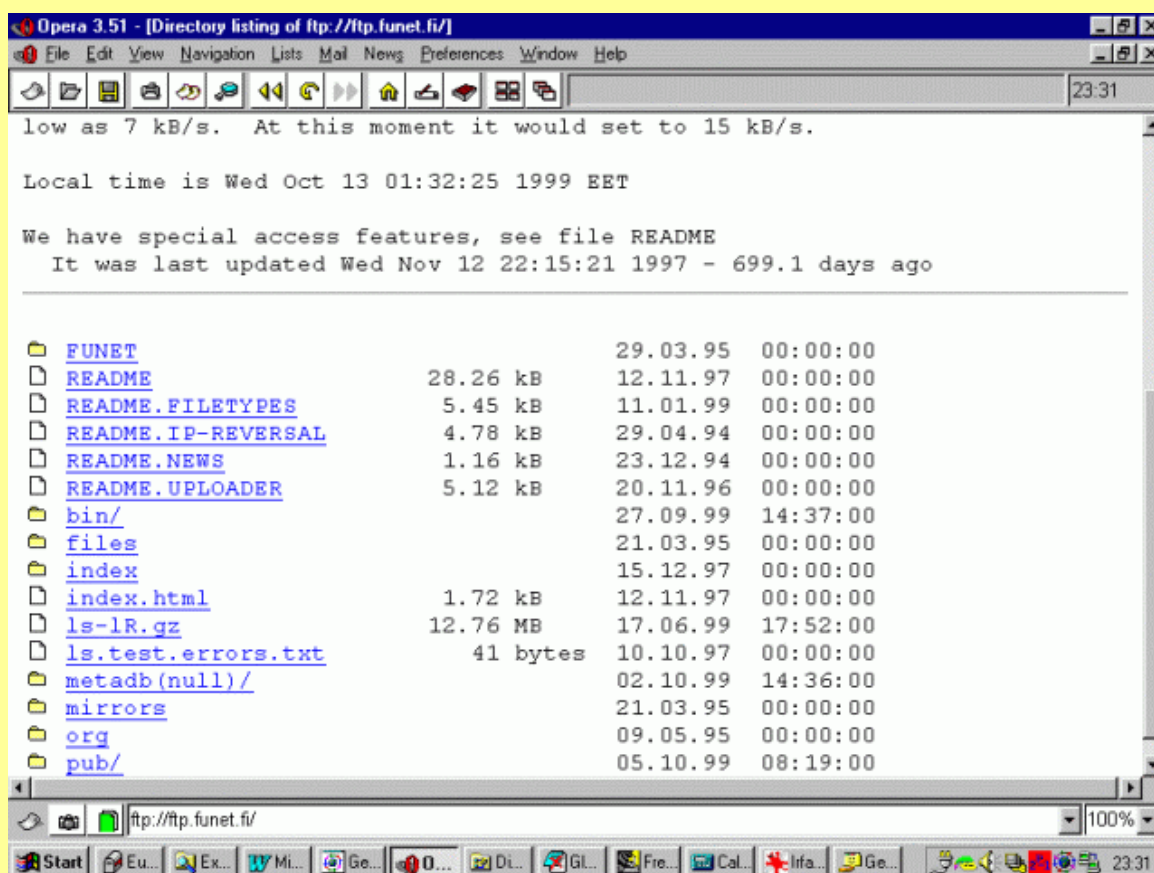 Opera 3.51 - [Directory listing of ftp://ftp.funet.fi/]
File Edit View Navigation Lists Mail News Preferences Window Help
23:31
low as 7 kB/s. At this moment it would set to 15 kB/s.
Local time is Wed Oct 13 01:32:25 1999 EET
We have special access features, see file README
It was last updated Wed Nov 12 22:15:21 1997 - 699.1 days ago
FUNET 29.03.95 00:00:00
README 28.26 kB 12.11.97 00:00:00
README.FILETYPES 5.45 kB 11.01.99 00:00:00
README.IP-REVERSAL 4.78 kB 29.04.94 00:00:00
README.NEWS 1.16 kB 23.12.94 00:00:00
README.UPLOADER 5.12 kB 20.11.96 00:00:00
bin/ 27.09.99 14:37:00
files 21.03.95 00:00:00
index 15.12.97 00:00:00
index.html 1.72 kB 12.11.97 00:00:00
ls-lR.gz 12.76 MB 17.06.99 17:52:00
ls.test.errors.txt 41 bytes 10.10.97 00:00:00
metadb(null)/ 02.10.99 14:36:00
mirrors 21.03.95 00:00:00
org 09.05.95 00:00:00
pub/ 05.10.99 08:19:00
ftp://ftp.funet.fi/ 100%
Start Eu... Ex... Mi... Ge... O... Di... Gl... Fre... Cal... Irfa... Ge... 23:31